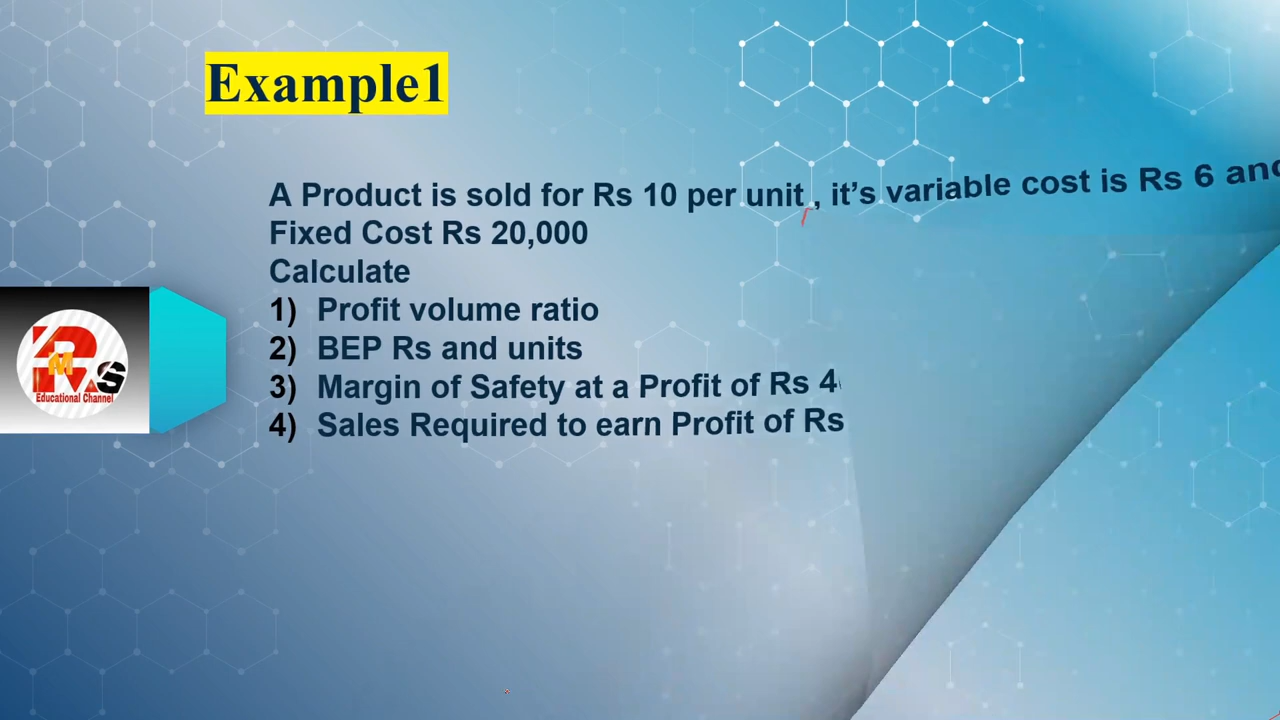 Example1
A Product is sold for Rs 10 per unit , it’s variable cost is Rs 6 and
Fixed Cost Rs 20,000
Calculate
1) Profit volume ratio
2) BEP Rs and units
3) Margin of Safety at a Profit of Rs 4
4) Sales Required to earn Profit of Rs
RMS
Educational Channel